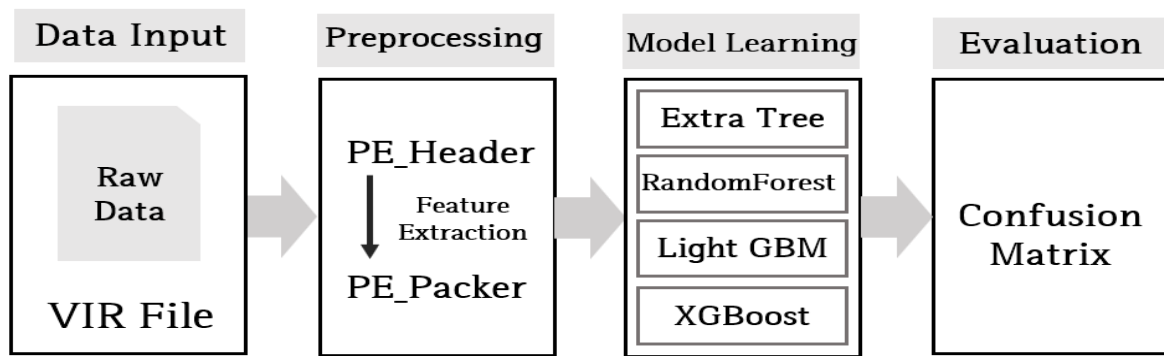 Data Input
Raw
Data
VIR File
Preprocessing
PE_Header
Feature
Extraction
PE_Packer
Model Learning
Extra Tree
RandomForest
Light GBM
XGBoost
Evaluation
Confusion
Matrix